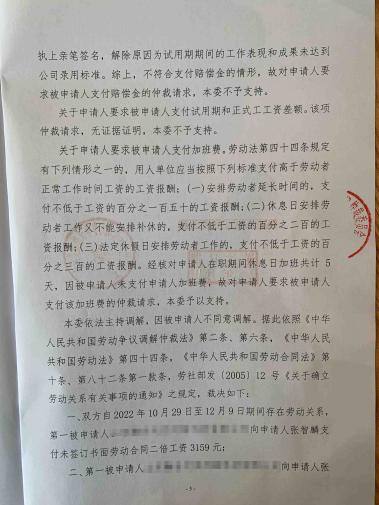 执上亲笔签名，解除原因为试用期期间的工作表现和成果未达到
公司录用标准。综上，不符合支付赔偿金的情形，故对申请人要
求被申请人支付赔偿金的仲裁请求，本委不予支持。
关于申请人要求被申请人支付试用期和正式工工资差额。该项
仲裁请求，无证据证明，本委不予支持。
关于申请人要求被申请人支付加班费。劳动法第四十四条规定
有下列情形之一的，用人单位应当按照下列标准支付高于劳动者
正常工作时间工资的工资报酬；(一)安排劳动者延长时间的，支
付不低于工资的百分之一百五十的工资报酬；(二)休息日安排劳
动者工作又不能安排补休的，支付不低于工资的百分之二百的工
资报酬；(三)法定休假日安排劳动者工作的，支付不低于工资的百
分之三百的工资报酬。经核对申请人在职期间休息日加班共计 5
天，因被申请人未支付申请人加班费，故对申请人要求被申请人支
付该加班费的仲裁请求，本委予以支持。
本委依法主持调解，因被申请人不同意调解。据此依照《中华
人民共和国劳动争议调解仲裁法》第二条、第六条，《中华人民共
和国劳动法》第四十四条，《中华人民共和国劳动合同法》第
十条、第八十二条第一款，劳社部发（2005）12 号《关于确立
劳动关系有关事项的通知》之规定，裁决如下：
一、双方自 2022 年 10 月 29 日至 12 月 9 日期间存在劳动关系，
第一被申请人 向申请人张智麟支
付未签订书面劳动合同二倍工资 3159 元；
二、第一被申请人 向申请人张
- 5 -